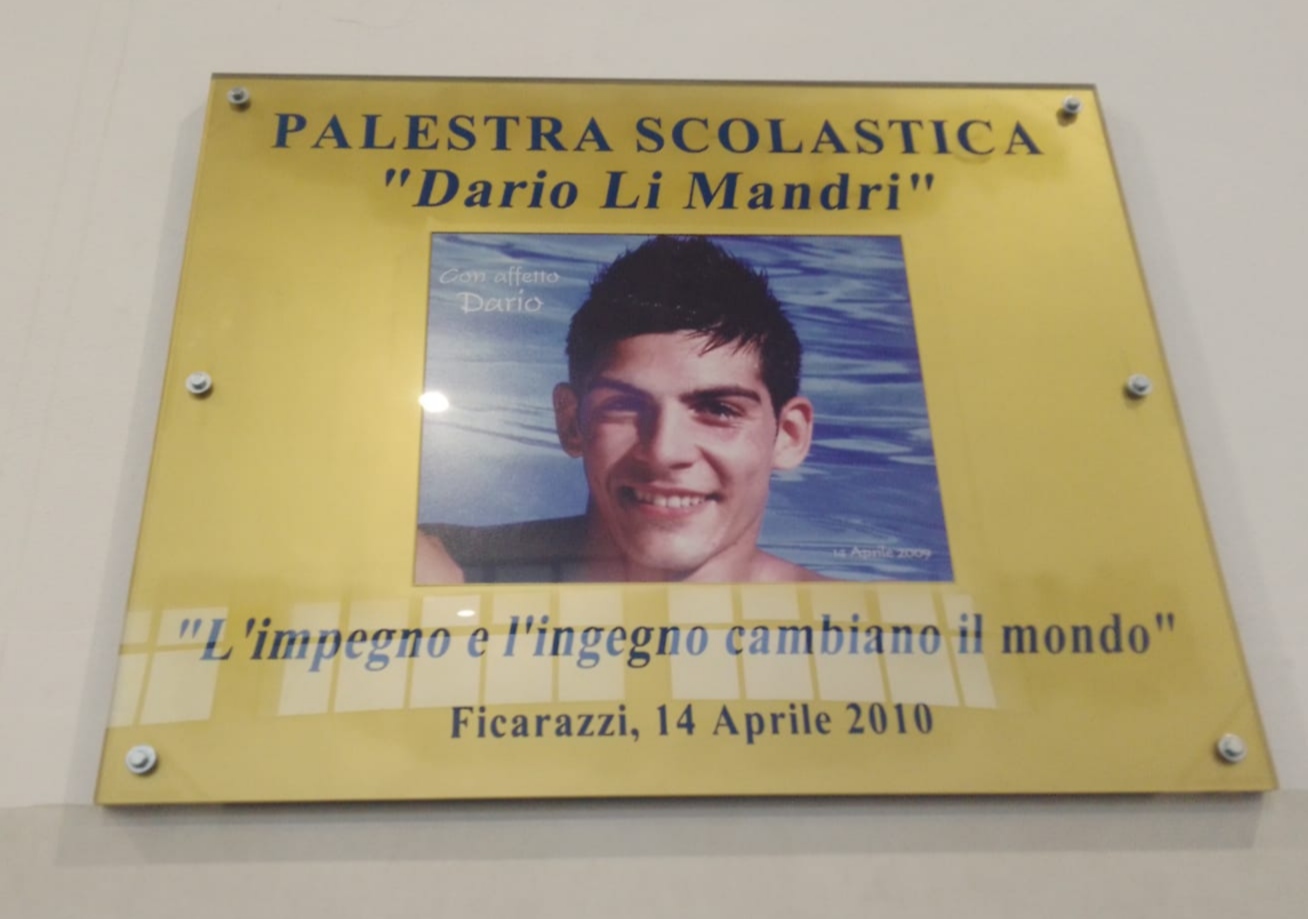 PALESTRA SCOLASTICA
"Dario Li Mandri"
Con affetto
Dario
14 Aprile 2009
"L'impegno e l'ingegno cambiano il mondo"
Ficarazzi, 14 Aprile 2010